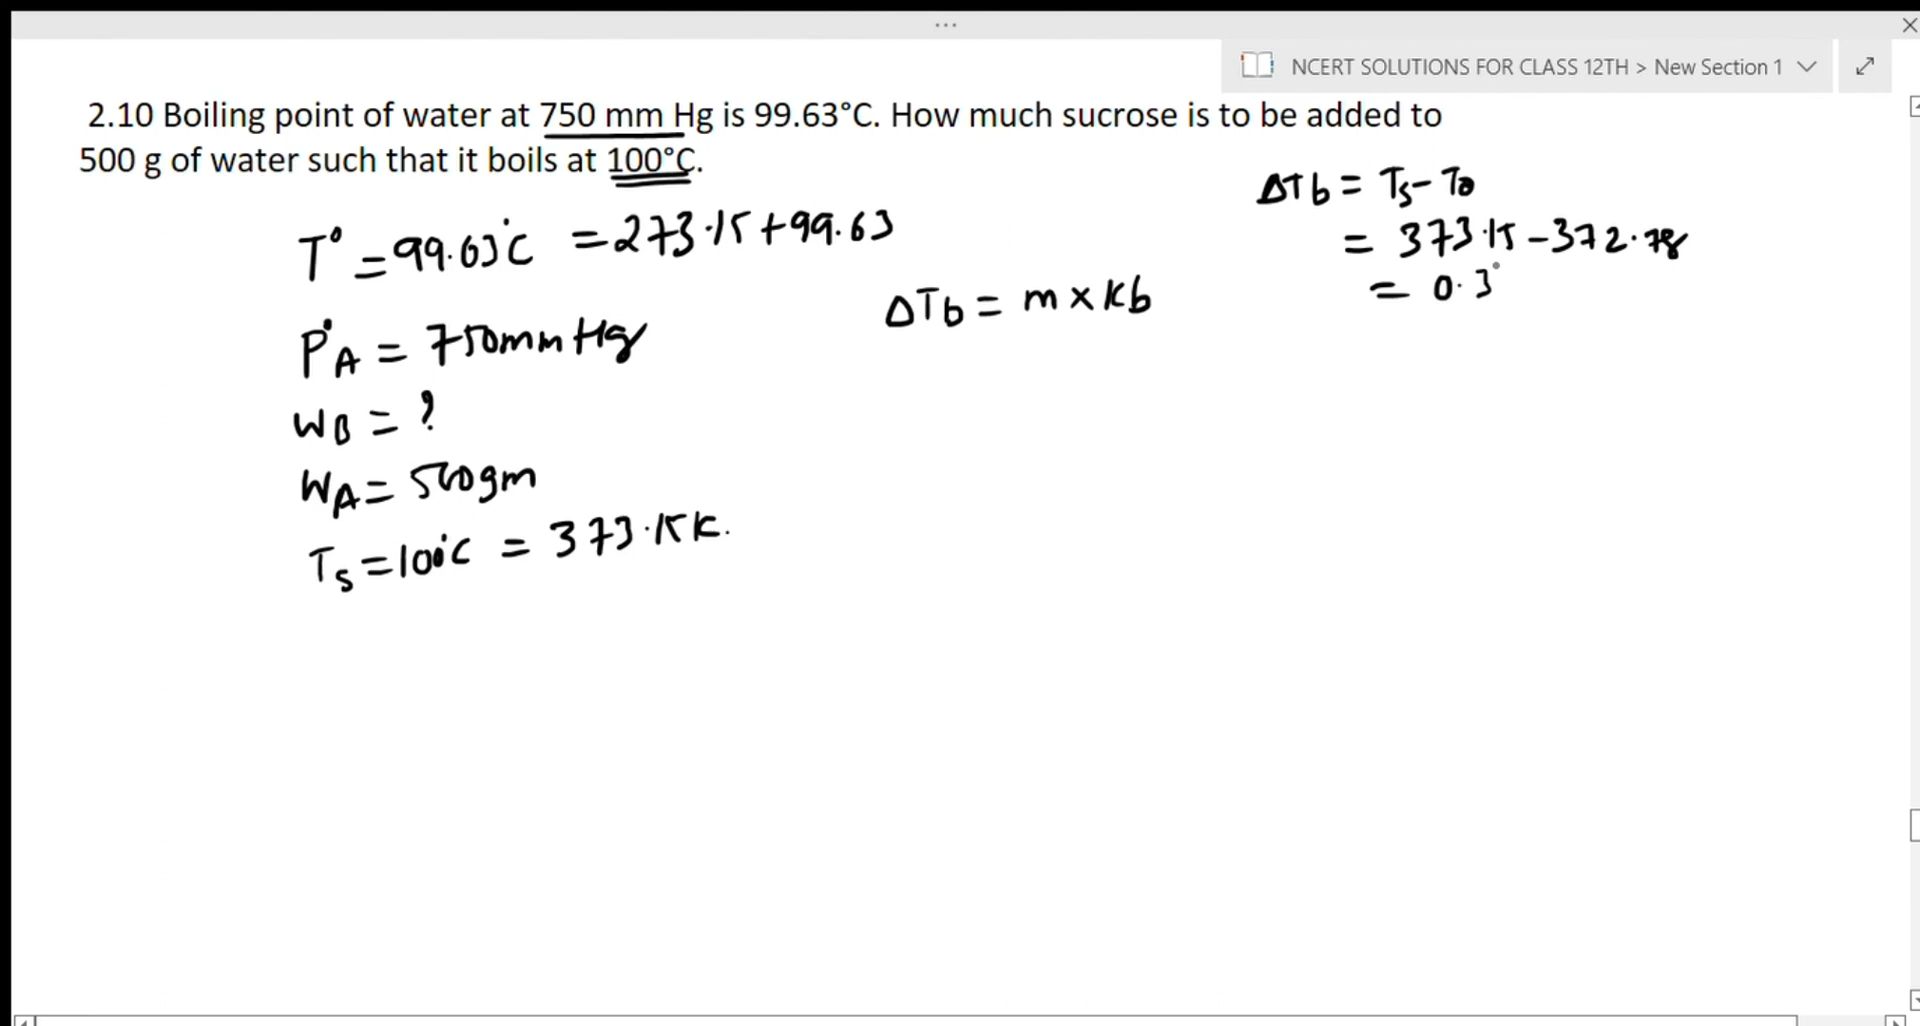 NCERT SOLUTIONS FOR CLASS 12TH > New Section 1
2.10 Boiling point of water at 750 mm Hg is 99.63°C. How much sucrose is to be added to
500 g of water such that it boils at 100°C.
T° = 99.63°C = 273.15+99.63
P°A = 750mm Hg
WB = ?
WA = 500gm
Ts = 100°C = 373.15K.
ΔTb = m x Kb
ΔTb = Ts - To
= 373.15 - 372.78
= 0.3